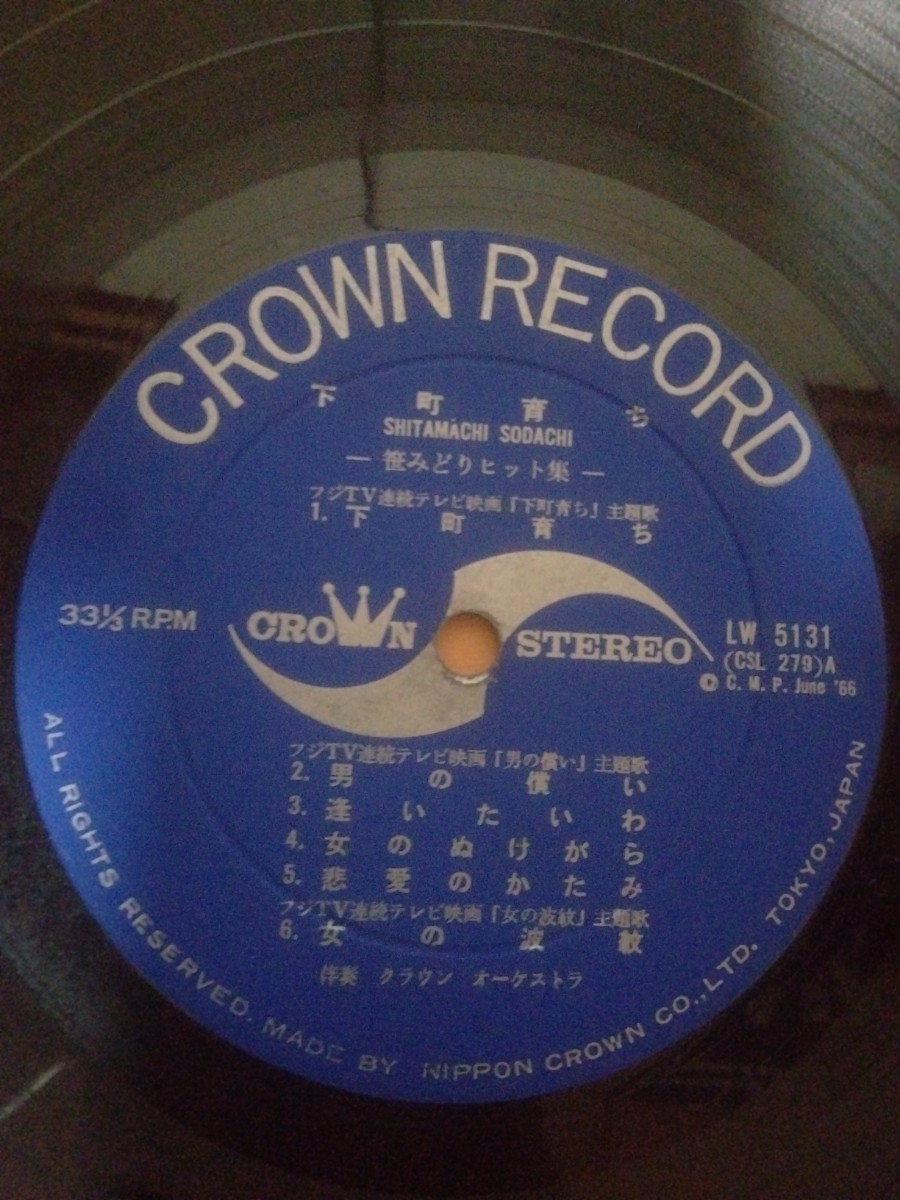 CROWN RECORD
下町育ち
SHITAMACHI SODACHI
― 笹みどりヒット集 ―
フジTV連続テレビ映画『下町育ち』主題歌
1. 下町育ち
CROWN STEREO
33⅓ RPM
LW 5131
(CSL 279)A
Ⓟ C. M. P. June '66
フジTV連続テレビ映画『男の償い』主題歌
2. 男の償い
3. 逢いたいわ
4. 女のぬけがら
5. 悲愛のかたみ
フジTV連続テレビ映画『女の波紋』主題歌
6. 女の波紋
伴奏 クラウン オーケストラ
ALL RIGHTS RESERVED. MADE BY NIPPON CROWN CO., LTD. TOKYO, JAPAN